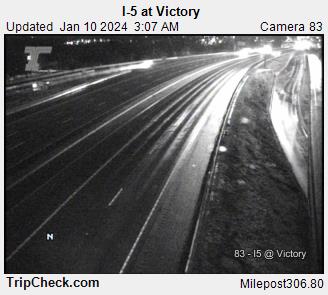 I-5 at Victory
Updated Jan 10 2024 3:07 AM Camera 83
N
83 - I5 @ Victory
TripCheck.com Milepost306.80